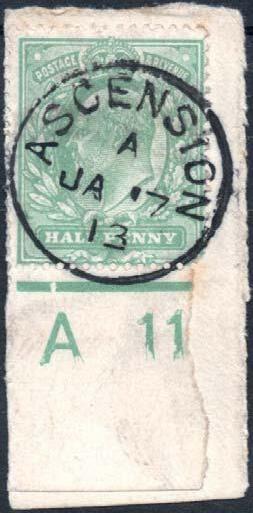 POSTAGE & REVENUE
ASCENSION
A
JA 7
13
HALFPENNY
A 11